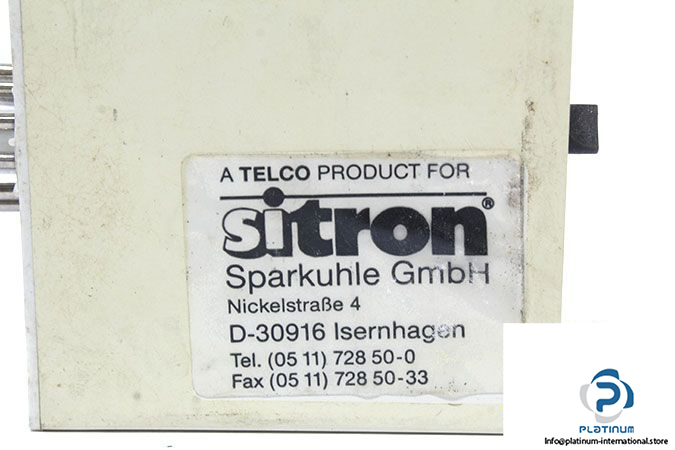 A TELCO PRODUCT FOR
sitron®
Sparkuhle GmbH
Nickelstraße 4
D-30916 Isernhagen
Tel. (05 11) 728 50-0
Fax (05 11) 728 50-33
PLATINUM
Info@platinum-international.store